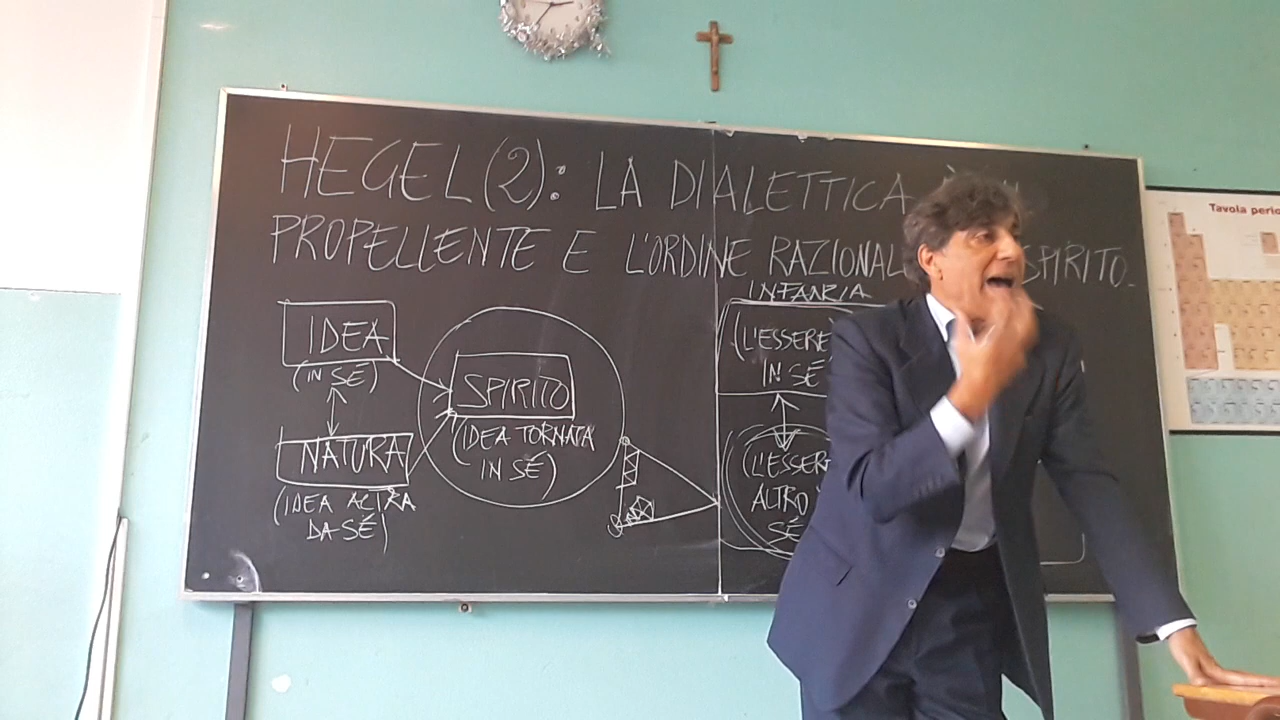 HEGEL (2): LA DIALETTICA È
PROPELLENTE E L'ORDINE RAZIONAL SPIRITO.
IDEA
(IN SÉ)
NATURA
(IDEA ALTRA
DA SÉ)
SPIRITO
(IDEA TORNATA
IN SÉ)
INFANZIA
(L'ESSERE
IN SÉ
(L'ESSERE
ALTRO
SÉ
Tavola perio